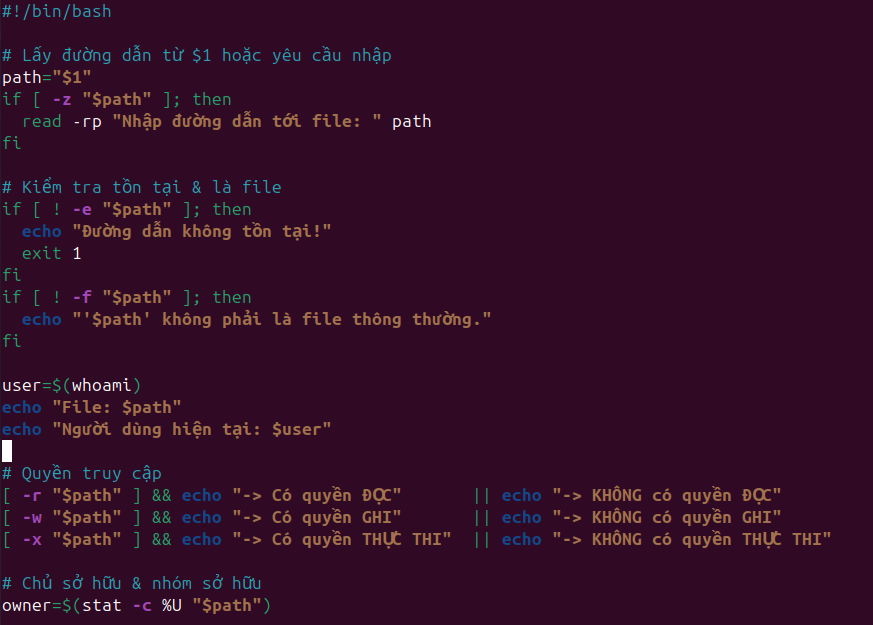 #!/bin/bash

# Lấy đường dẫn từ $1 hoặc yêu cầu nhập
path="$1"
if [ -z "$path" ]; then
  read -rp "Nhập đường dẫn tới file: " path
fi

# Kiểm tra tồn tại & là file
if [ ! -e "$path" ]; then
  echo "Đường dẫn không tồn tại!"
  exit 1
fi
if [ ! -f "$path" ]; then
  echo "'$path' không phải là file thông thường."
fi

user=$(whoami)
echo "File: $path"
echo "Người dùng hiện tại: $user"

# Quyền truy cập
[ -r "$path" ] && echo "-> Có quyền ĐỌC"       || echo "-> KHÔNG có quyền ĐỌC"
[ -w "$path" ] && echo "-> Có quyền GHI"       || echo "-> KHÔNG có quyền GHI"
[ -x "$path" ] && echo "-> Có quyền THỰC THI"  || echo "-> KHÔNG có quyền THỰC THI"

# Chủ sở hữu & nhóm sở hữu
owner=$(stat -c %U "$path")